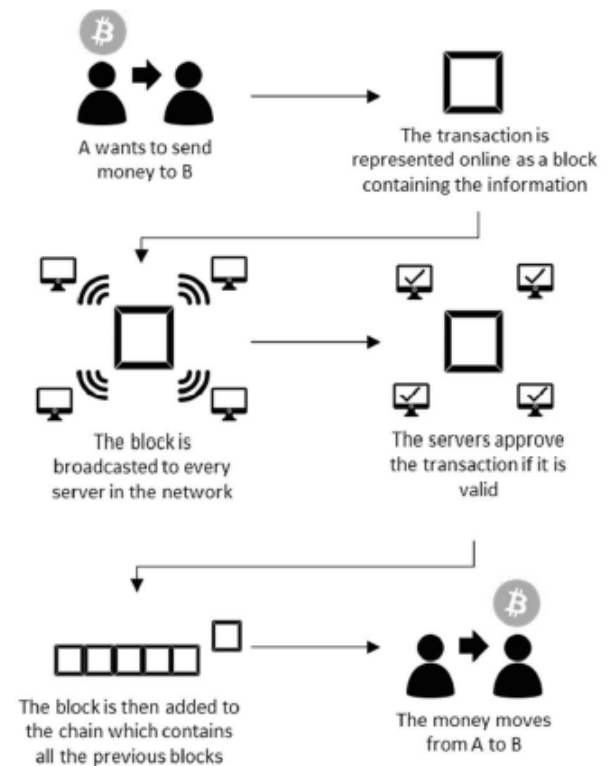 A wants to send
money to B
The transaction is
represented online as a block
containing the information
The block is
broadcasted to every
server in the network
The servers approve
the transaction if it is
valid
The block is then added to
the chain which contains
all the previous blocks
The money moves
from A to B